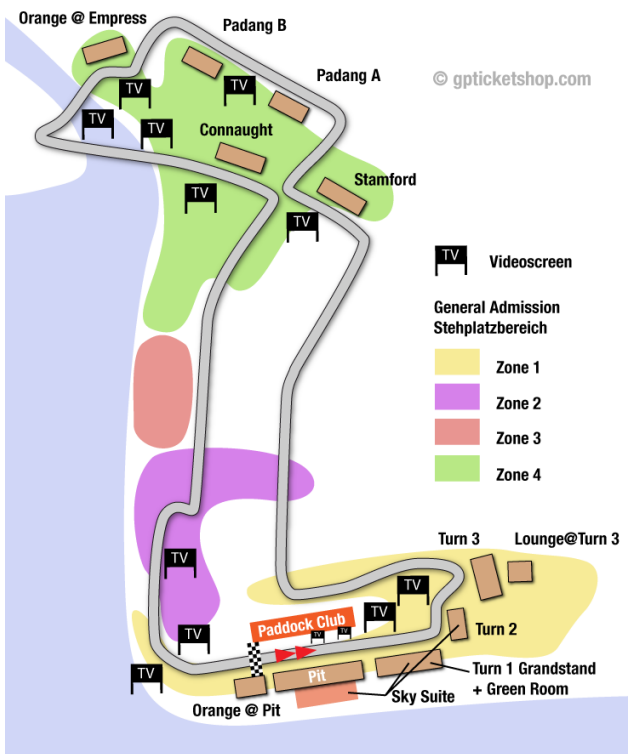 Orange @ Empress
Padang B
Padang A
© gpticketshop.com
TV
TV
TV
TV
Connaught
TV
Stamford
TV
TV
Videoscreen
General Admission
Stehplatzbereich
Zone 1
Zone 2
Zone 3
Zone 4
Turn 3
Lounge@Turn 3
TV
TV
TV
Paddock Club
TV
TV
TV
Turn 2
TV
Pit
Turn 1 Grandstand
+ Green Room
Sky Suite
Orange @ Pit